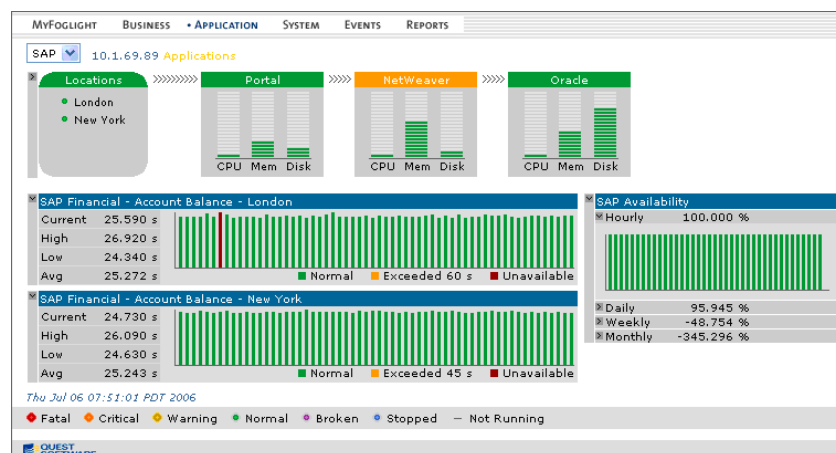 MyFoglight Business • Application System Events Reports
SAP 10.1.69.89 Applications
Locations »»»»» Portal »»» NetWeaver »»» Oracle
London
New York
CPU Mem Disk CPU Mem Disk CPU Mem Disk
SAP Financial - Account Balance - London
Current 25.590 s
High 26.920 s
Low 24.340 s
Avg 25.272 s
Normal Exceeded 60 s Unavailable
SAP Availability
Hourly 100.000 %
Daily 95.945 %
Weekly -48.754 %
Monthly -345.296 %
SAP Financial - Account Balance - New York
Current 24.730 s
High 26.090 s
Low 24.630 s
Avg 25.243 s
Normal Exceeded 45 s Unavailable
Thu Jul 06 07:51:01 PDT 2006
Fatal Critical Warning Normal Broken Stopped — Not Running
QUEST
SOFTWARE